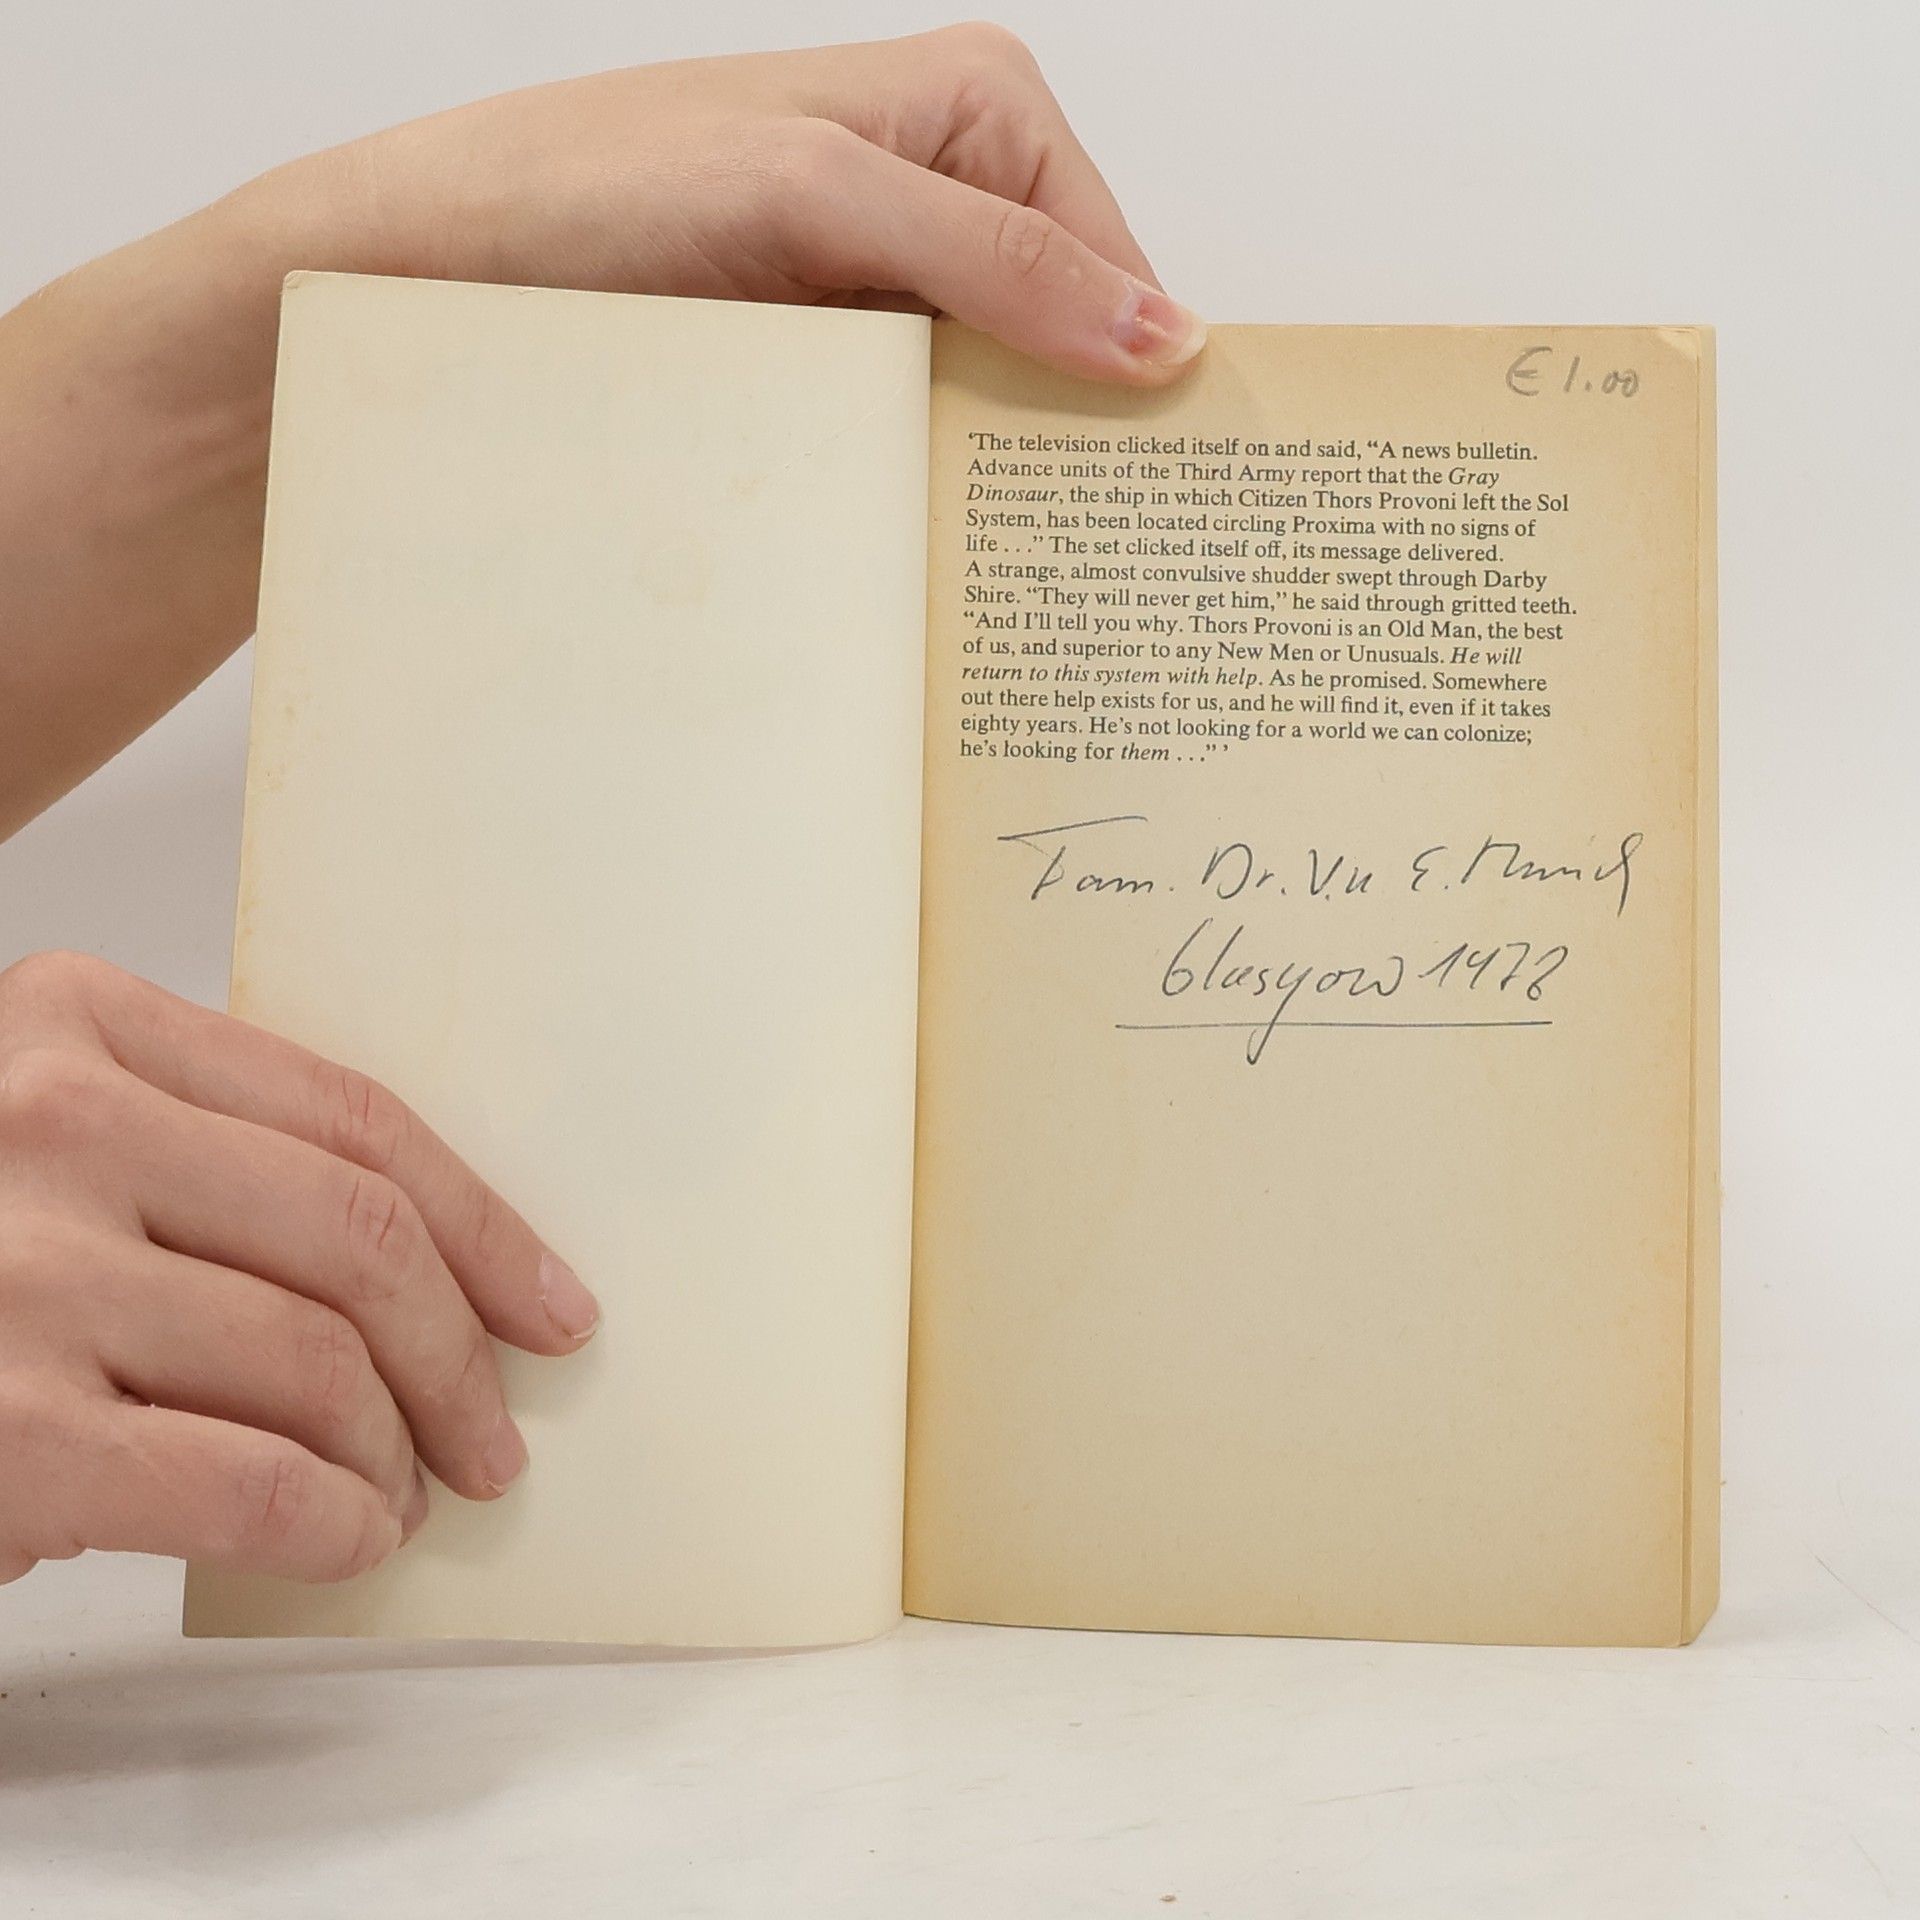 € 1.00
‘The television clicked itself on and said, “A news bulletin.
Advance units of the Third Army report that the Gray
Dinosaur, the ship in which Citizen Thors Provoni left the Sol
System, has been located circling Proxima with no signs of
life . . .” The set clicked itself off, its message delivered.
A strange, almost convulsive shudder swept through Darby
Shire. “They will never get him,” he said through gritted teeth.
“And I’ll tell you why. Thors Provoni is an Old Man, the best
of us, and superior to any New Men or Unusuals. He will
return to this system with help. As he promised. Somewhere
out there help exists for us, and he will find it, even if it takes
eighty years. He’s not looking for a world we can colonize;
he’s looking for them . . .” ’
Fam. Dr. V. u E.
Glasgow 1978